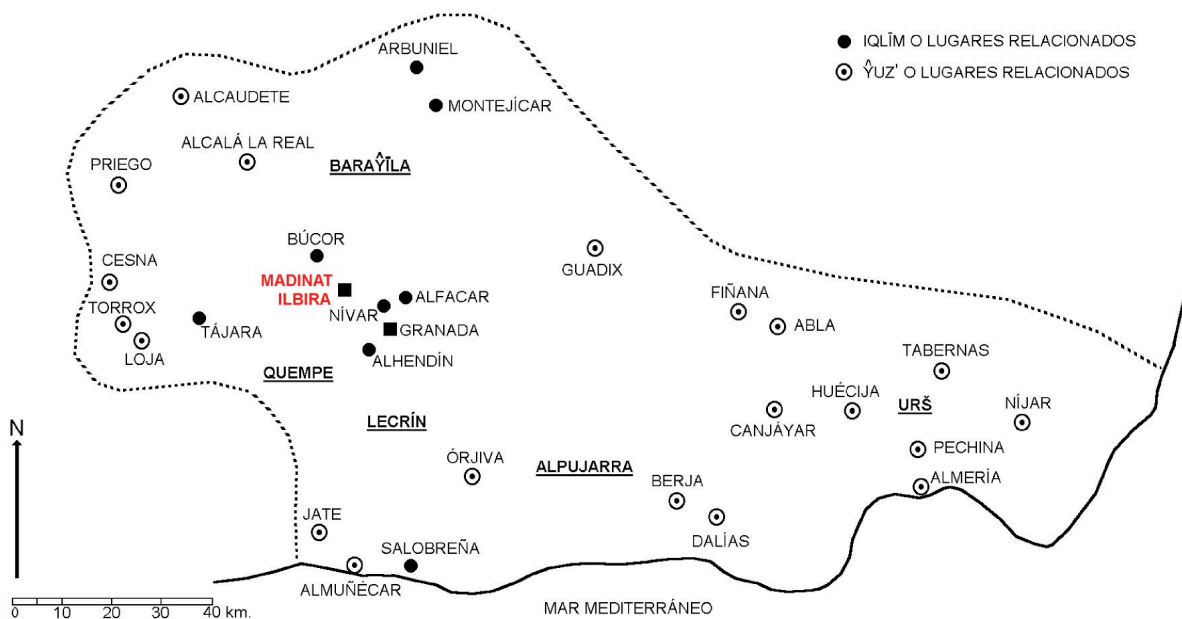 ARBUNIEL
IQLĪM O LUGARES RELACIONADOS
ŶUZ' O LUGARES RELACIONADOS
ALCAUDETE
MONTEJÍCAR
ALCALÁ LA REAL
PRIEGO
BARAŶĪLA
BÚCOR
GUADIX
CESNA
MADINAT
ILBIRA
ALFACAR
FIÑANA
TORROX
NÍVAR
TÁJARA
GRANADA
ABLA
LOJA
ALHENDÍN
TABERNAS
QUEMPE
HUÉCIJA
URŠ
NÍJAR
LECRÍN
CANJÁYAR
N
PECHINA
ÓRJIVA
ALPUJARRA
BERJA
ALMERÍA
JATE
DALÍAS
SALOBREÑA
ALMUÑÉCAR
MAR MEDITERRÁNEO
0 10 20 40 km.